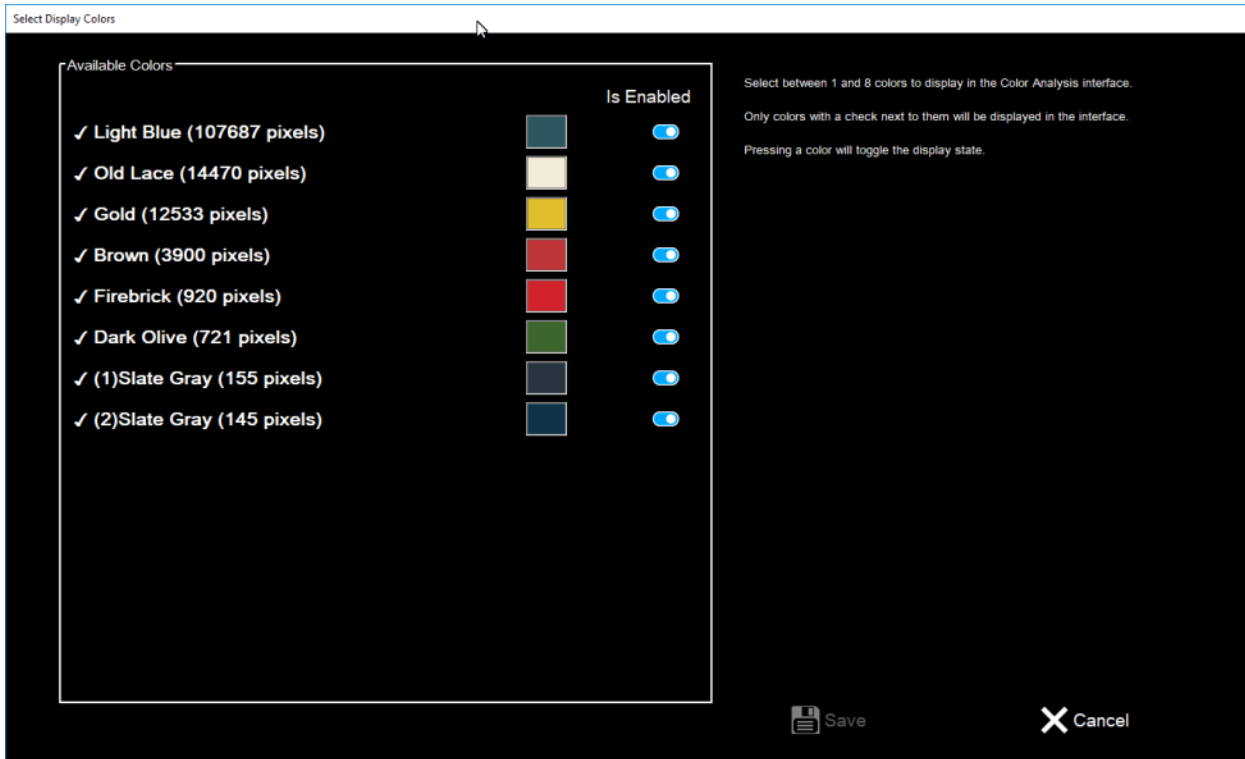 Select Display Colors
Available Colors
Is Enabled
✓ Light Blue (107687 pixels)
✓ Old Lace (14470 pixels)
✓ Gold (12533 pixels)
✓ Brown (3900 pixels)
✓ Firebrick (920 pixels)
✓ Dark Olive (721 pixels)
✓ (1)Slate Gray (155 pixels)
✓ (2)Slate Gray (145 pixels)
Select between 1 and 8 colors to display in the Color Analysis interface.
Only colors with a check next to them will be displayed in the interface.
Pressing a color will toggle the display state.
Save
Cancel